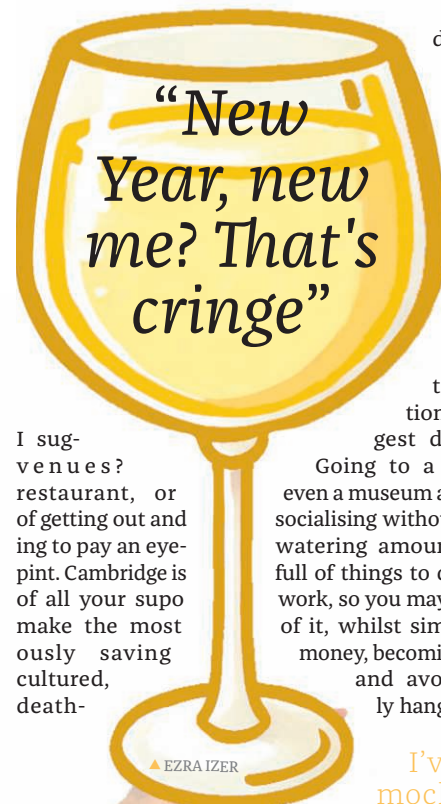 d
“New
Year, new
me? That's
cringe”
t
tion
I sug-
gest d
venues?
Going to a
restaurant, or
even a museum a
of getting out and
socialising withou
ing to pay an eye-
watering amoun
pint. Cambridge is
full of things to d
of all your supo
work, so you may
make the most
of it, whilst sim
ously saving
money, becomi
cultured,
and avo
death-
ly hang
EZRA IZER
I’v
mock